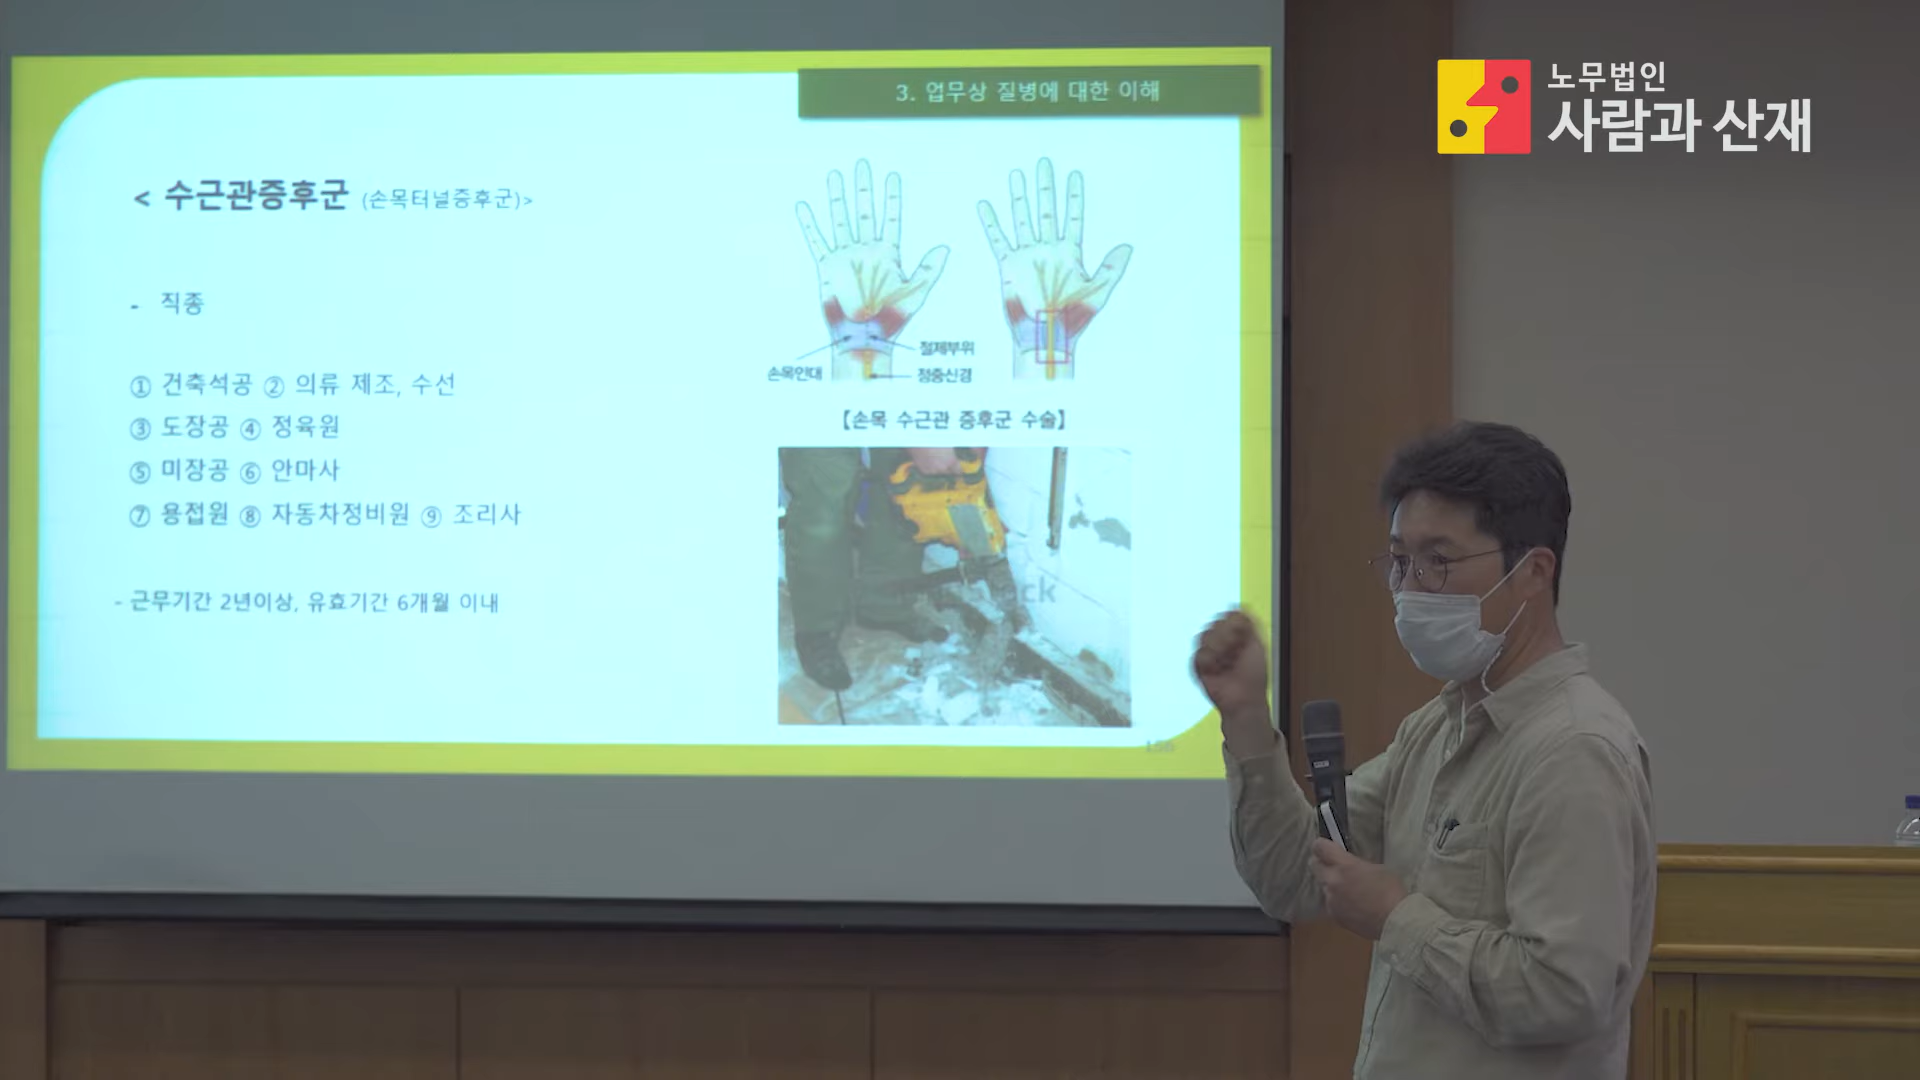 노무법인
사람과 산재
3. 업무상 질병에 대한 이해
< 수근관증후군 (손목터널증후군)>
- 직종
① 건축석공 ② 의류 제조, 수선
③ 도장공 ④ 정육원
⑤ 미장공 ⑥ 안마사
⑦ 용접원 ⑧ 자동차정비원 ⑨ 조리사
- 근무기간 2년이상, 유효기간 6개월 이내
절제부위
손목인대
정중신경
【손목 수근관 증후군 수술】